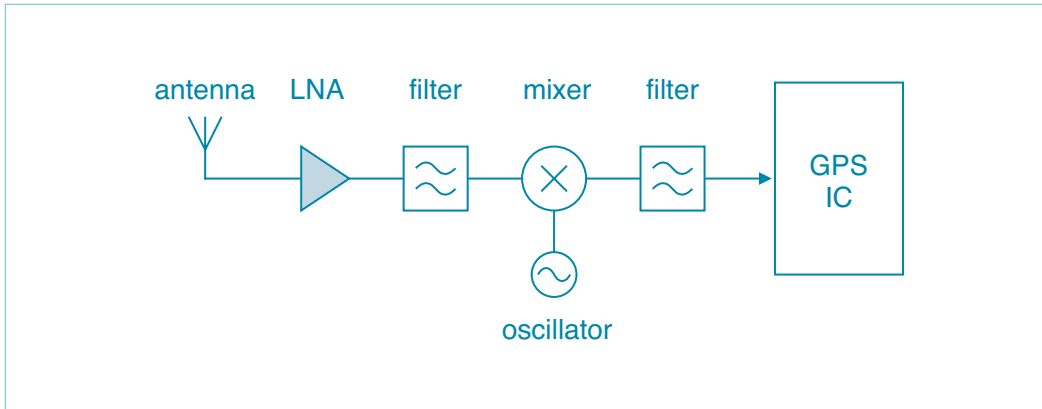 antenna
LNA
filter
mixer
filter
GPS
IC
oscillator